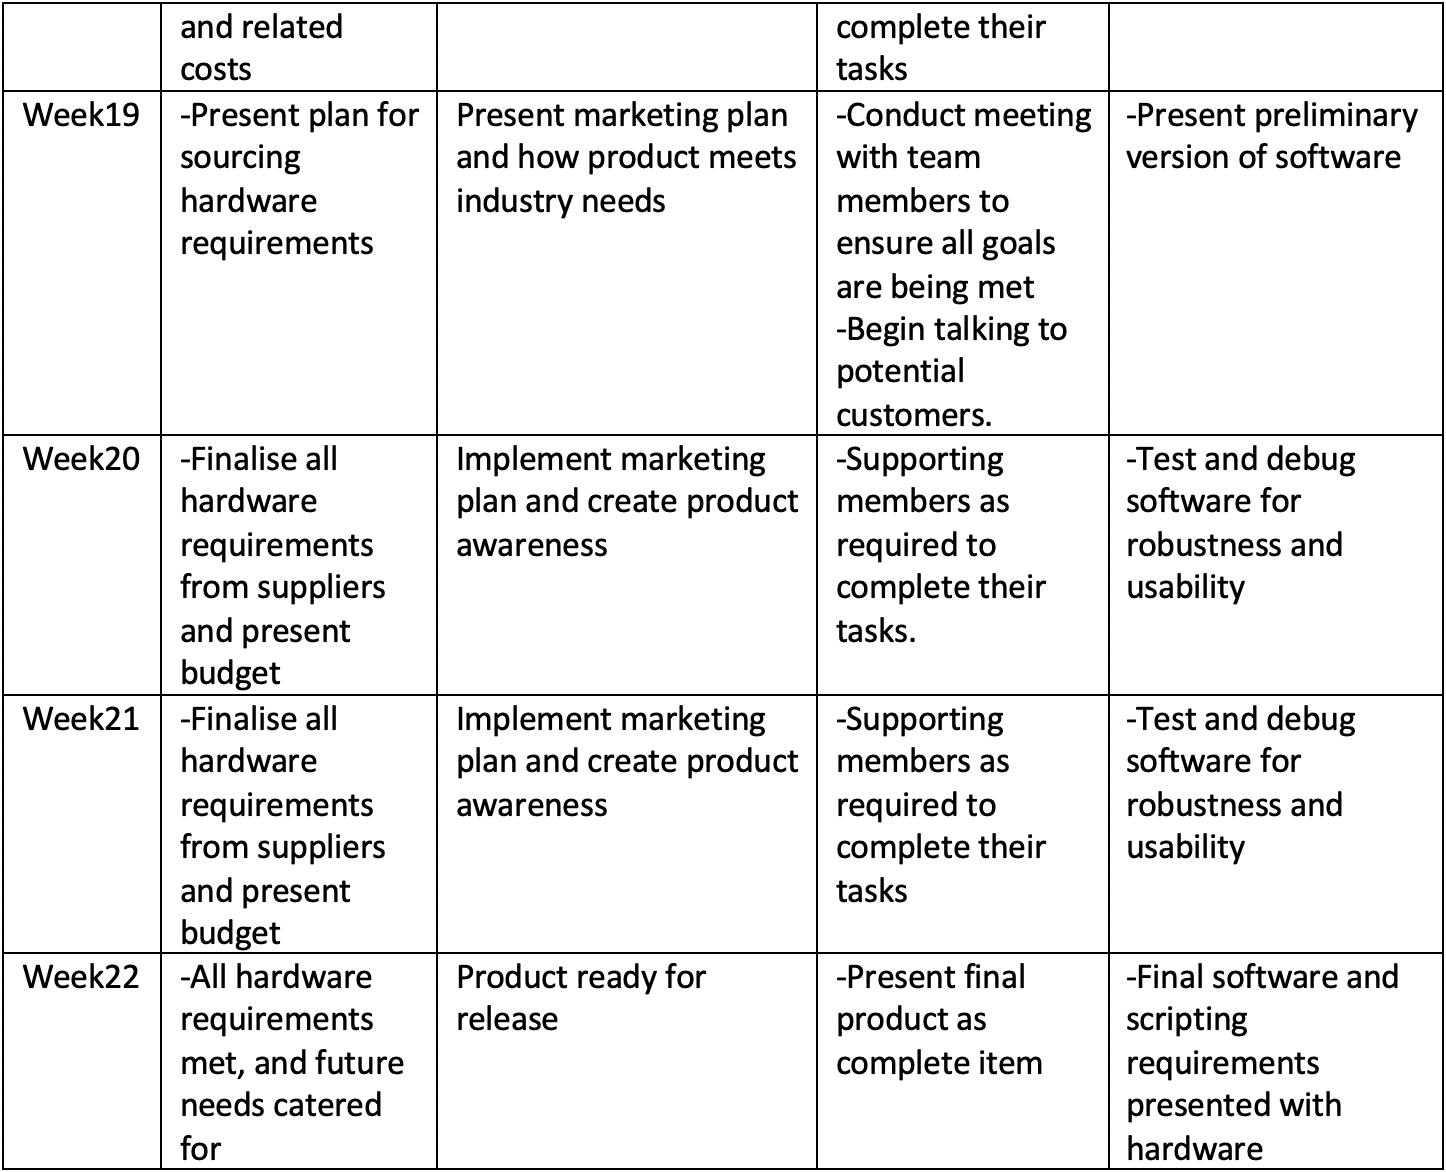 and related
costs
complete their
tasks
Week19
-Present plan for
sourcing
hardware
requirements
Present marketing plan
and how product meets
industry needs
-Conduct meeting
with team
members to
ensure all goals
are being met
-Begin talking to
potential
customers.
-Present preliminary
version of software
Week20
-Finalise all
hardware
requirements
from suppliers
and present
budget
Implement marketing
plan and create product
awareness
-Supporting
members as
required to
complete their
tasks.
-Test and debug
software for
robustness and
usability
Week21
-Finalise all
hardware
requirements
from suppliers
and present
budget
Implement marketing
plan and create product
awareness
-Supporting
members as
required to
complete their
tasks
-Test and debug
software for
robustness and
usability
Week22
-All hardware
requirements
met, and future
needs catered
for
Product ready for
release
-Present final
product as
complete item
-Final software and
scripting
requirements
presented with
hardware